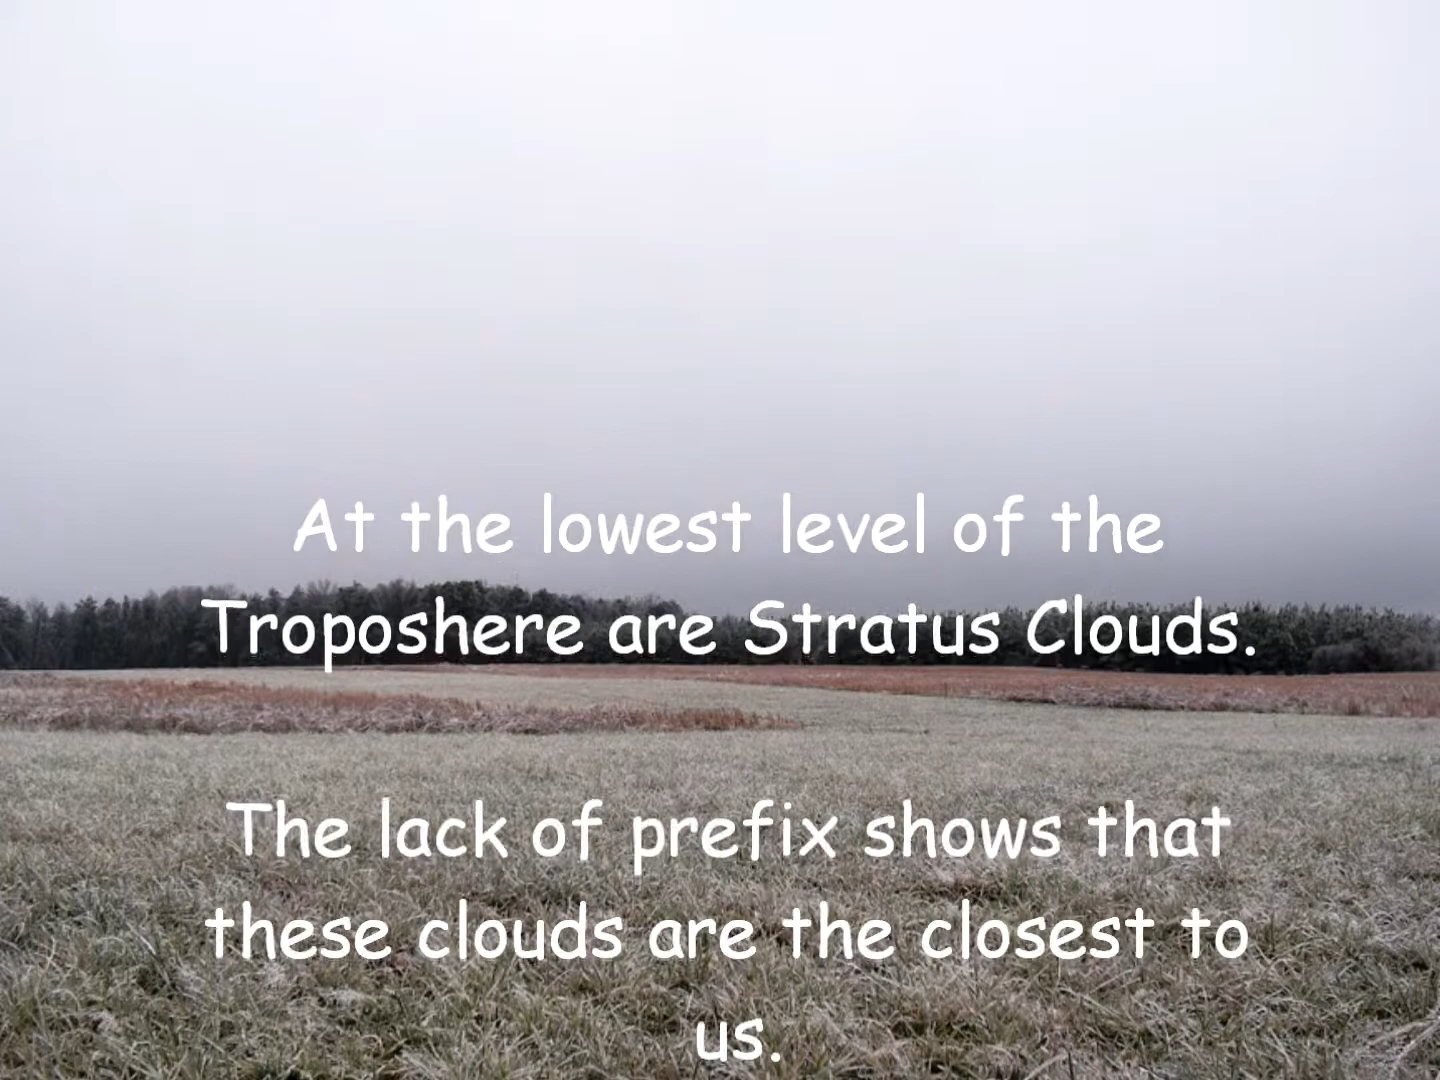 At the lowest level of the
Troposhere are Stratus Clouds.
The lack of prefix shows that
these clouds are the closest to
us.